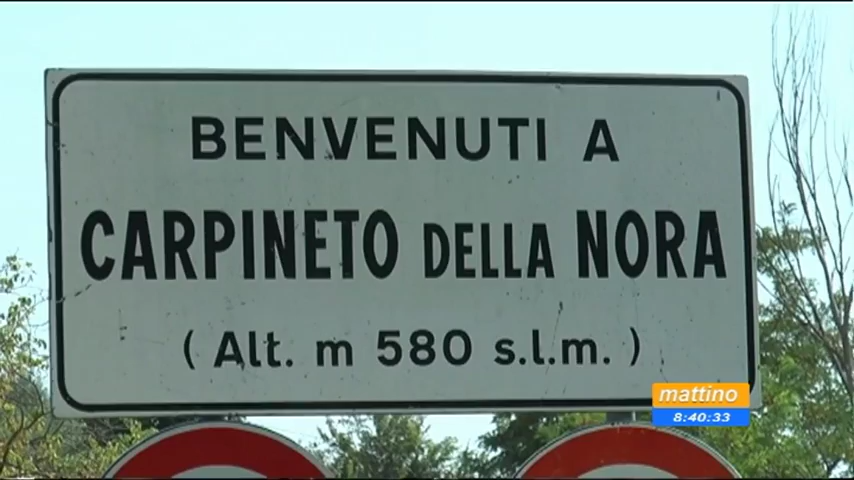 BENVENUTI A
CARPINETO DELLA NORA
( Alt. m 580 s.l.m. )
mattino
8:40:33